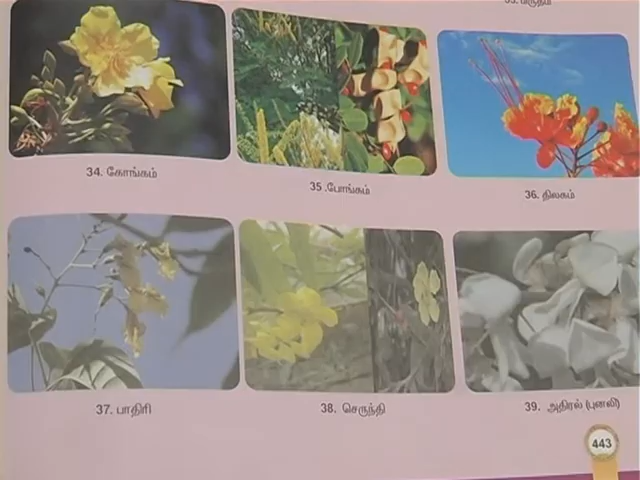 34. கோங்கம்
35 .போங்கம்
36. திலகம்
37. பாதிரி
38. செருந்தி
39. அதிரல் (புனலி)
443